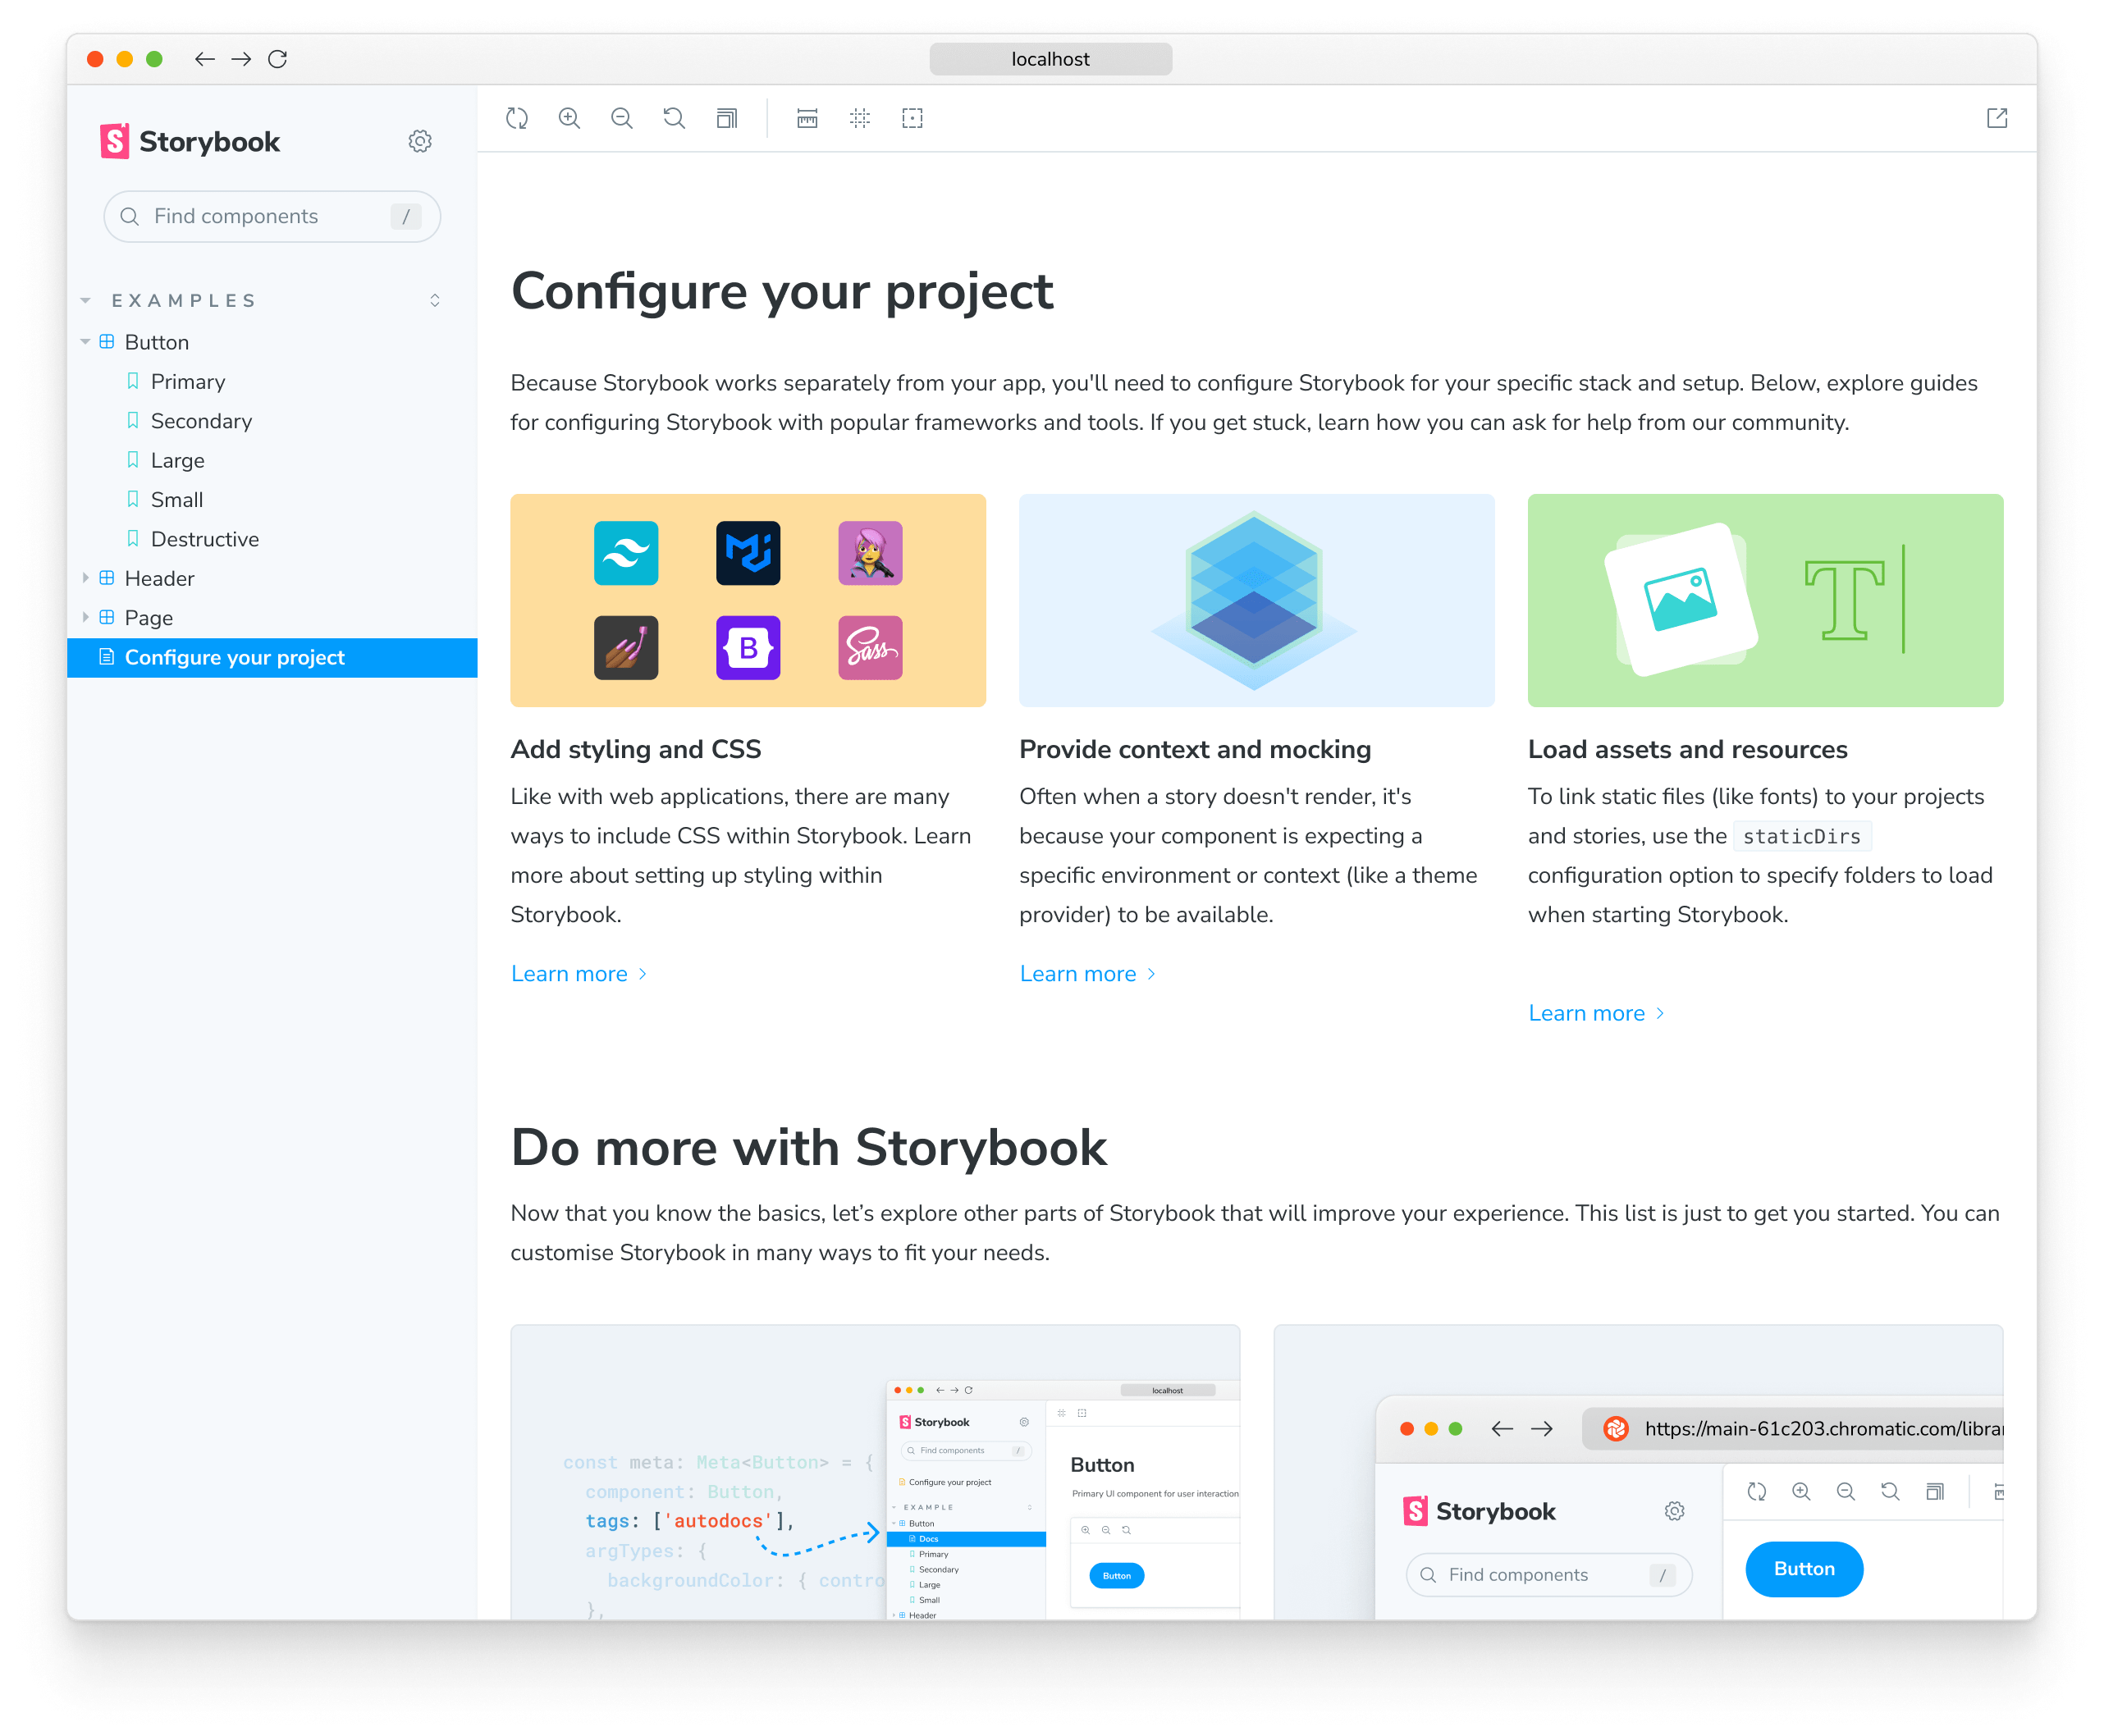 localhost
Storybook
Find components /
EXAMPLES
Button
Primary
Secondary
Large
Small
Destructive
Header
Page
Configure your project
Configure your project
Because Storybook works separately from your app, you'll need to configure Storybook for your specific stack and setup. Below, explore guides
for configuring Storybook with popular frameworks and tools. If you get stuck, learn how you can ask for help from our community.
B
Sass
T
Add styling and CSS
Like with web applications, there are many
ways to include CSS within Storybook. Learn
more about setting up styling within
Storybook.
Learn more
Provide context and mocking
Often when a story doesn't render, it's
because your component is expecting a
specific environment or context (like a theme
provider) to be available.
Learn more
Load assets and resources
To link static files (like fonts) to your projects
and stories, use the staticDirs
configuration option to specify folders to load
when starting Storybook.
Learn more
Do more with Storybook
Now that you know the basics, let’s explore other parts of Storybook that will improve your experience. This list is just to get you started. You can
customise Storybook in many ways to fit your needs.
const meta: Meta<Button> = {
component: Button,
tags: ['autodocs'],
argTypes: {
backgroundColor: { contro
},
localhost
Storybook
Find components /
Configure your project
EXAMPLE
Button
Docs
Primary
Secondary
Large
Small
Header
Button
Primary UI component for user interaction
Button
https://main-61c203.chromatic.com/librar
Storybook
Find components /
Button